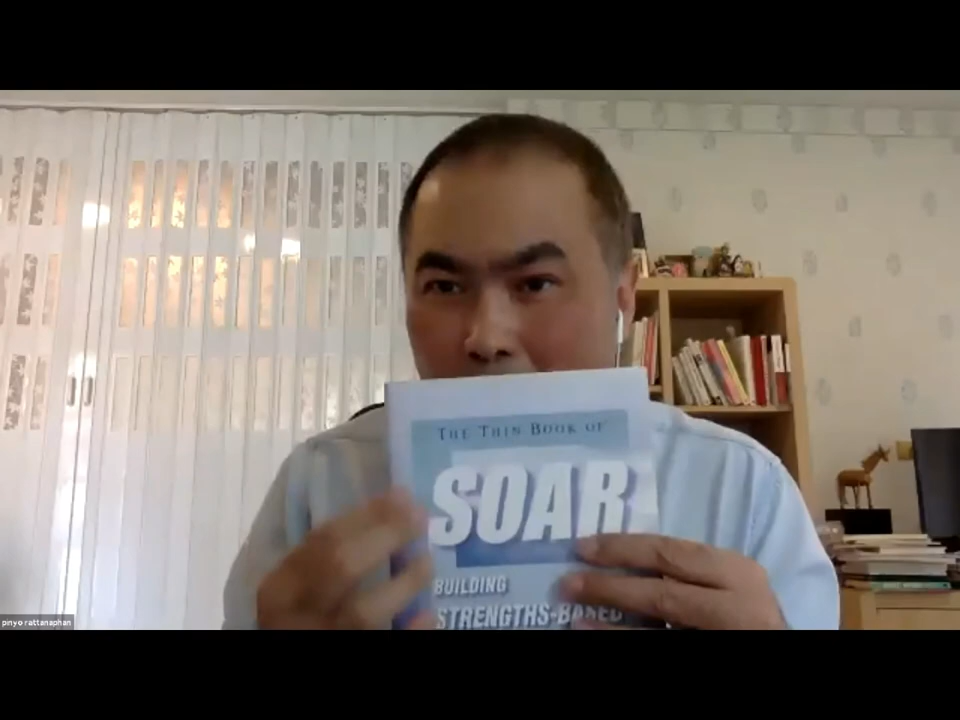 THE THIN BOOK OF
SOAR
BUILDING
STRENGTHS-BASED
pinyo rattanaphan